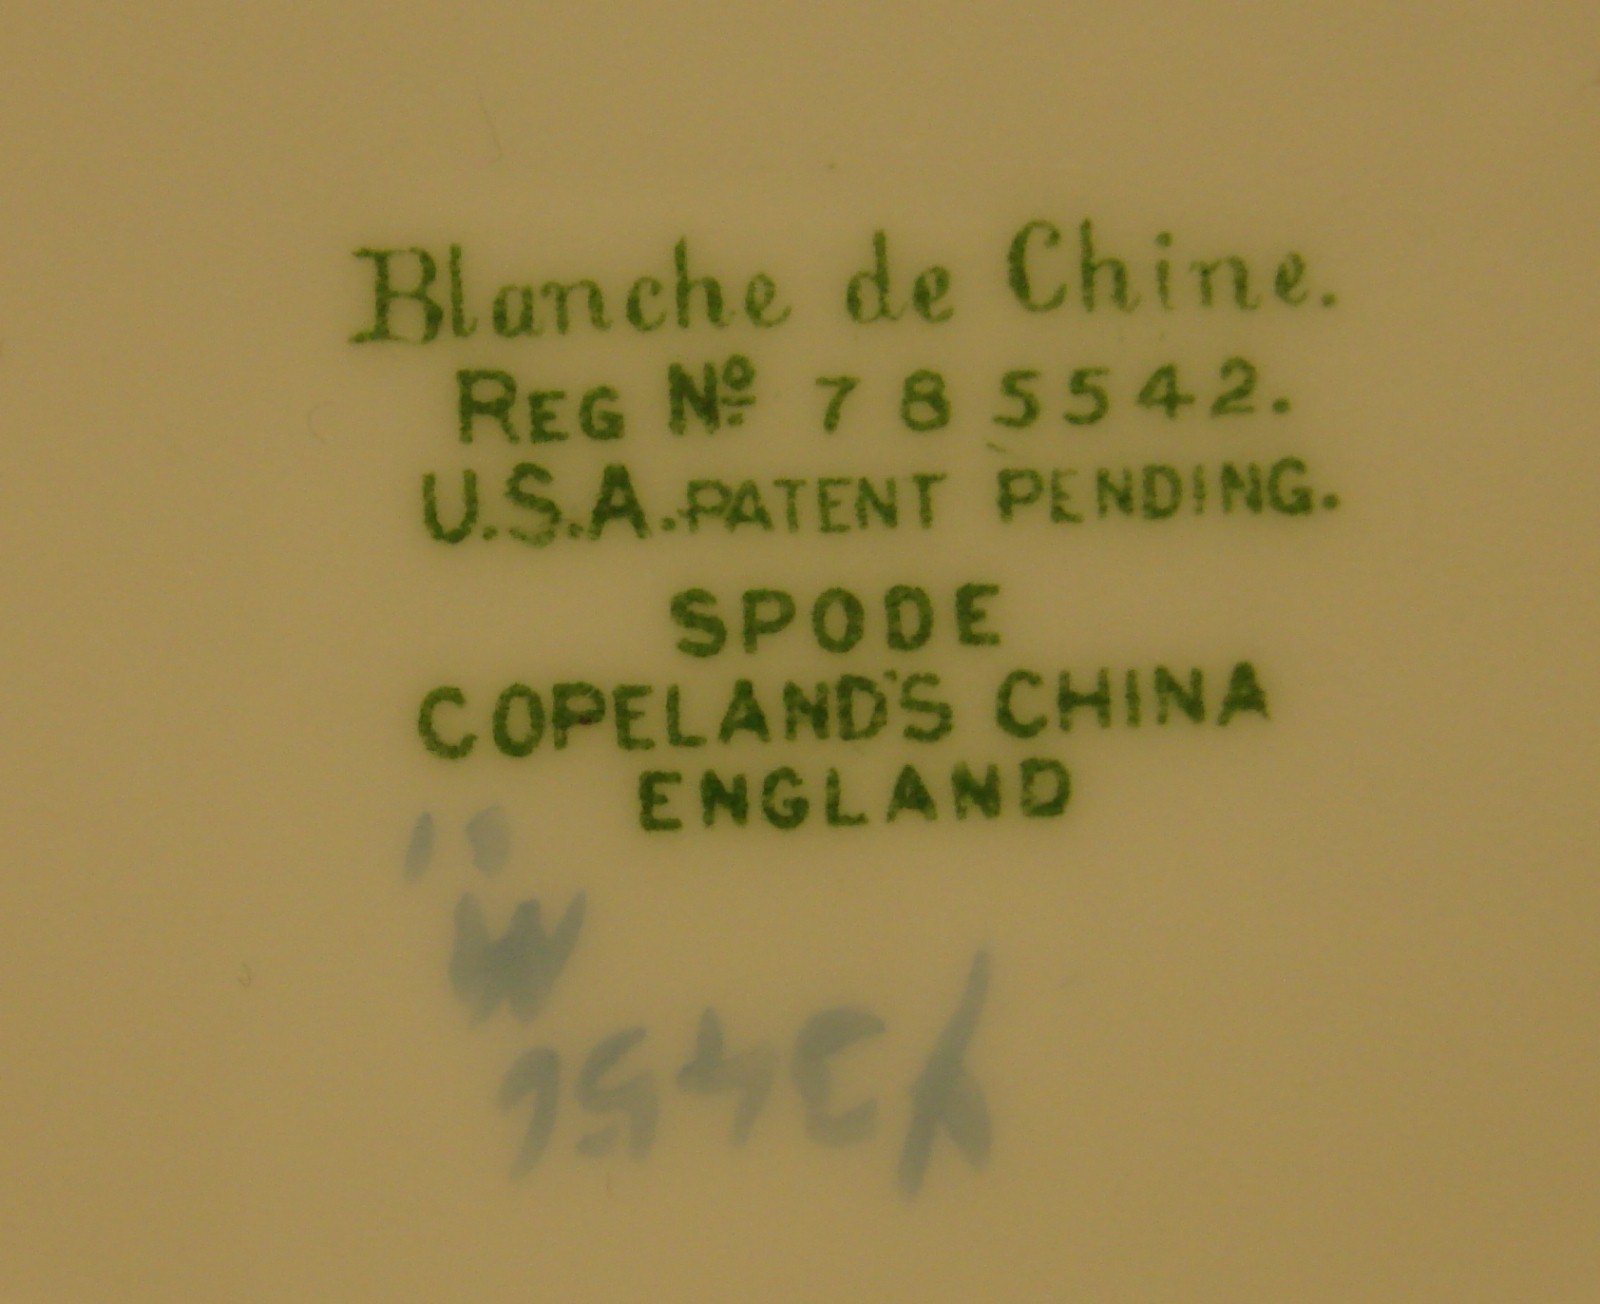 Blanche de Chine.
REG Nº 785542.
U.S.A. PATENT PENDING.
SPODE
COPELAND'S CHINA
ENGLAND